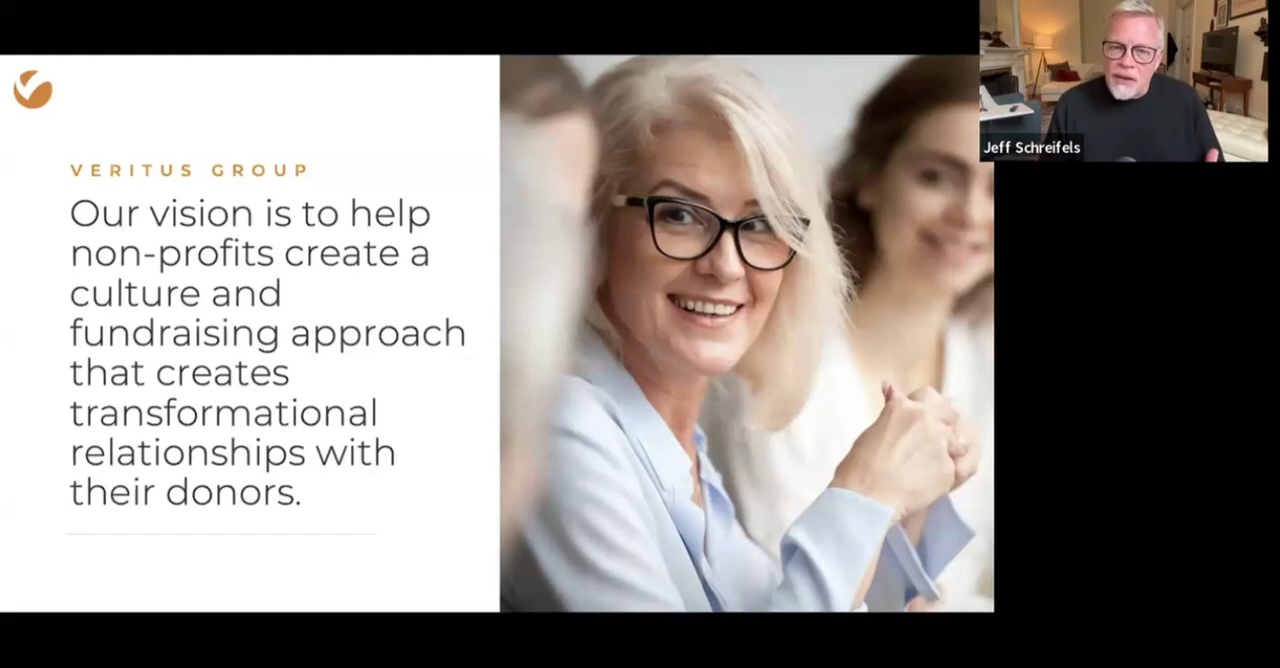 VERITUS GROUP
Our vision is to help
non-profits create a
culture and
fundraising approach
that creates
transformational
relationships with
their donors.
Jeff Schreifels